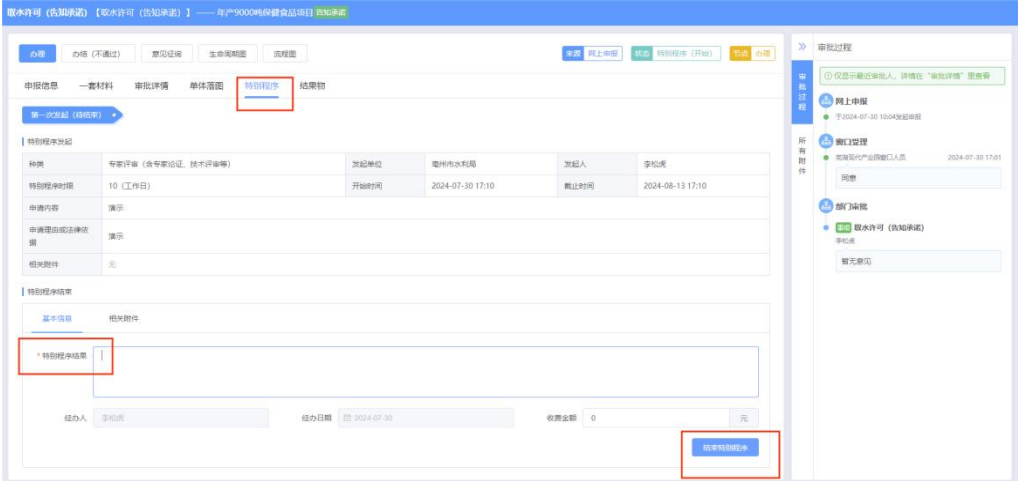 取水许可（告知承诺）【取水许可（告知承诺）】—— 年产9000吨保健食品项目 告知承诺
办理 办结（不通过） 意见征询 生命周期图 流程图
来源 网上申报 状态 特别程序（开始） 节点 办理
申报信息 一套材料 审批详情 单体落图 特别程序 结果物
第一次发起（待结束）
特别程序发起
种类 专家评审（含专家论证、技术评审等） 发起单位 亳州市水利局 发起人 李松虎
特别程序时限 10（工作日） 开始时间 2024-07-30 17:10 截止时间 2024-08-13 17:10
申请内容 演示
申请理由或法律依
据 演示
相关附件 无
特别程序结束
基本信息 相关附件
* 特别程序结果
经办人 李松虎 经办日期 2024-07-30 收费金额 0 元
结束特别程序
审批过程
所有附件
审批过程
仅显示最近审批人，详情在“审批详情”里查看
网上申报
于2024-07-30 10:04发起申报
窗口受理
现代产业园窗口人员 2024-07-30 17:01
同意
部门审批
取水许可（告知承诺）
李松虎
暂无意见